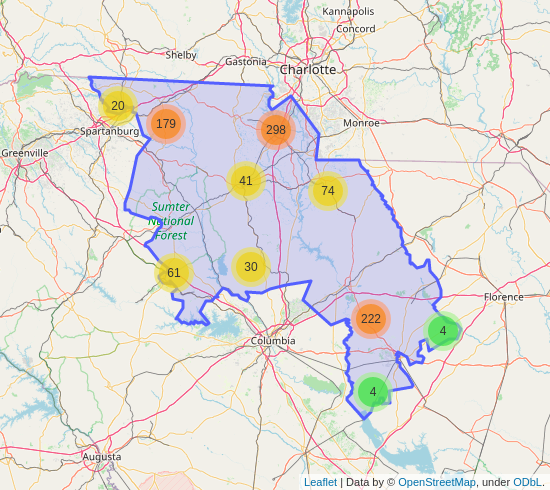 Kannapolis
Concord
Shelby
Gastonia
Charlotte
20
179
298
Monroe
Spartanburg
Greenville
41
74
Sumter
National
Forest
61
30
Florence
222
4
Columbia
4
Augusta
Leaflet | Data by © OpenStreetMap, under ODbL.